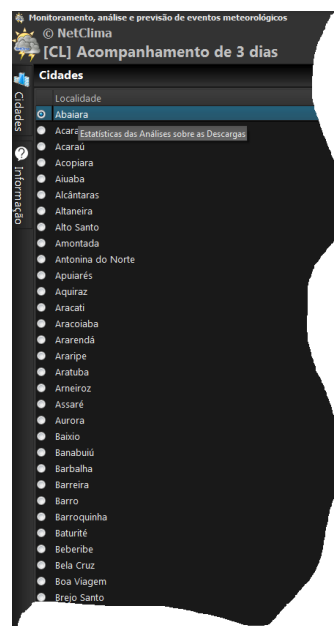 Monitoramento, análise e previsão de eventos meteorológicos
© NetClima
[CL] Acompanhamento de 3 dias
Cidades
Informação
Cidades
Localidade
Abaiara
Acara
Estatísticas das Análises sobre as Descargas
Acaraú
Acopiara
Aiuaba
Alcântaras
Altaneira
Alto Santo
Amontada
Antonina do Norte
Apuiarés
Aquiraz
Aracati
Aracoiaba
Ararendá
Araripe
Aratuba
Arneiroz
Assaré
Aurora
Baixio
Banabuiú
Barbalha
Barreira
Barro
Barroquinha
Baturité
Beberibe
Bela Cruz
Boa Viagem
Brejo Santo